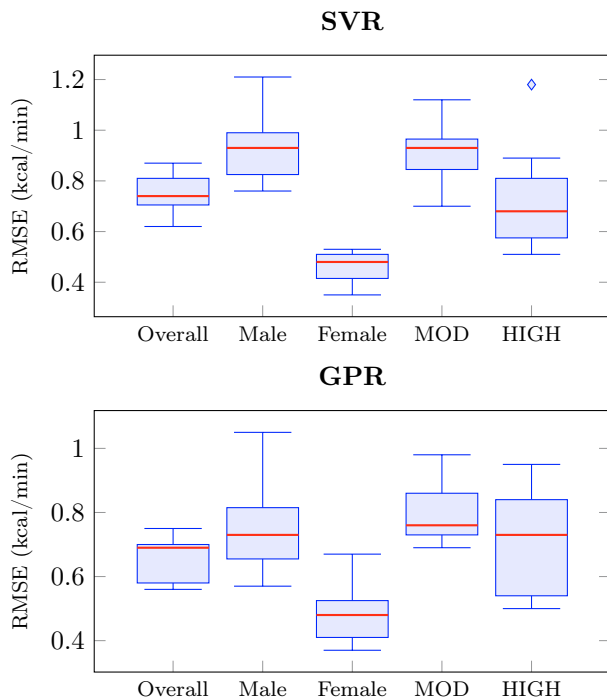 SVR
RMSE (kcal/min)
1.2
1
0.8
0.6
0.4
Overall Male Female MOD HIGH
GPR
RMSE (kcal/min)
1
0.8
0.6
0.4
Overall Male Female MOD HIGH